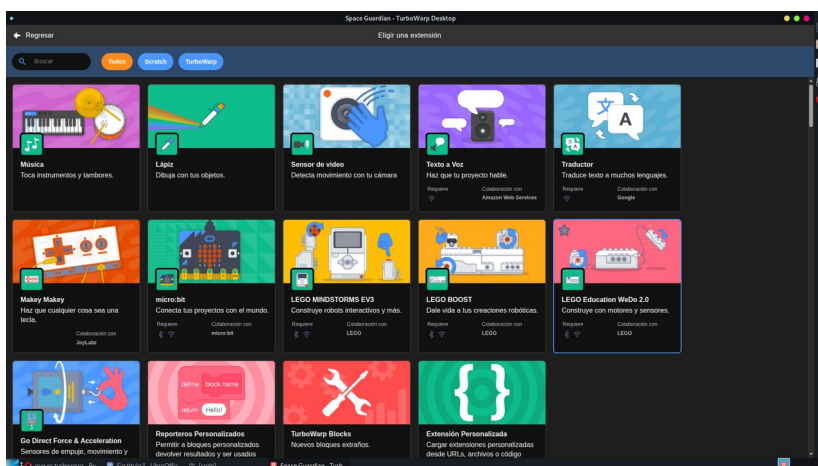 Space Guardian - TurboWarp Desktop
Regresar
Elegir una extensión
Buscar
Todos
Scratch
TurboWarp
Música
Toca instrumentos y tambores.
Lápiz
Dibuja con tus objetos.
Sensor de video
Detecta movimiento con tu cámara
Texto a Voz
Haz que tu proyecto hable.
Requiere
Colaboración con
Amazon Web Services
文 A
Traductor
Traduce texto a muchos lenguajes.
Requiere
Colaboración con
Google
Makey Makey
Haz que cualquier cosa sea una
tecla.
Colaboración con
JoyLabz
micro:bit
Conecta tus proyectos con el mundo.
Requiere
Colaboración con
micro:bit
LEGO MINDSTORMS EV3
Construye robots interactivos y más.
Requiere
Colaboración con
LEGO
LEGO BOOST
Dale vida a tus creaciones robóticas.
Requiere
Colaboración con
LEGO
LEGO Education WeDo 2.0
Construye con motores y sensores.
Requiere
Colaboración con
LEGO
Go Direct Force & Acceleration
Sensores de empuje, movimiento y
define block name
return Hello!
Reporteros Personalizados
Permitir a bloques personalizados
devolver resultados y ser usados
TurboWarp Blocks
Nuevos bloques extraños.
{ }
Extensión Personalizada
Cargar extensiones personalizadas
desde URLs, archivos o código